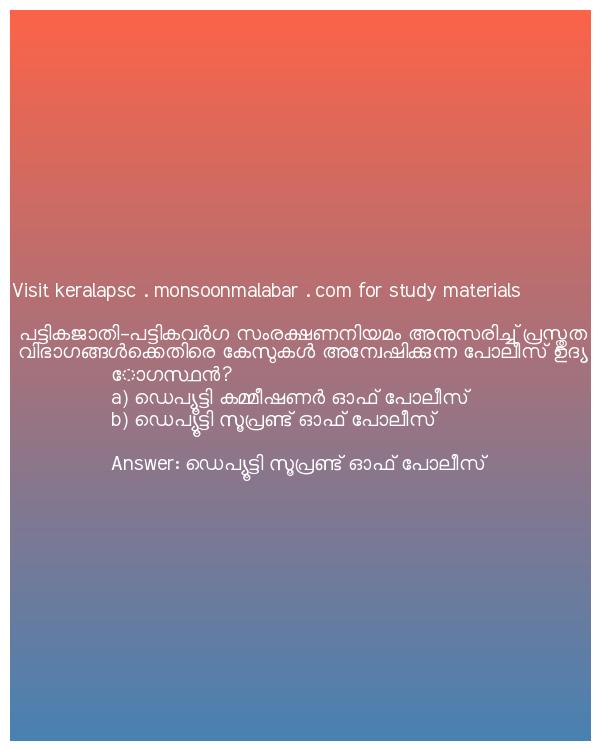 Visit keralapsc . monsoonmalabar . com for study materials
പട്ടികജാതി-പട്ടികവർഗ സംരക്ഷണനിയമം അനുസരിച്ച് പ്രസ്തുത
വിഭാഗങ്ങൾക്കെതിരെ കേസുകൾ അന്വേഷിക്കുന്ന പോലീസ് ഉദ്യ
ോഗസ്ഥൻ?
a) ഡെപ്യൂട്ടി കമ്മീഷണർ ഓഫ് പോലീസ്
b) ഡെപ്യൂട്ടി സൂപ്രണ്ട് ഓഫ് പോലീസ്
Answer: ഡെപ്യൂട്ടി സൂപ്രണ്ട് ഓഫ് പോലീസ്